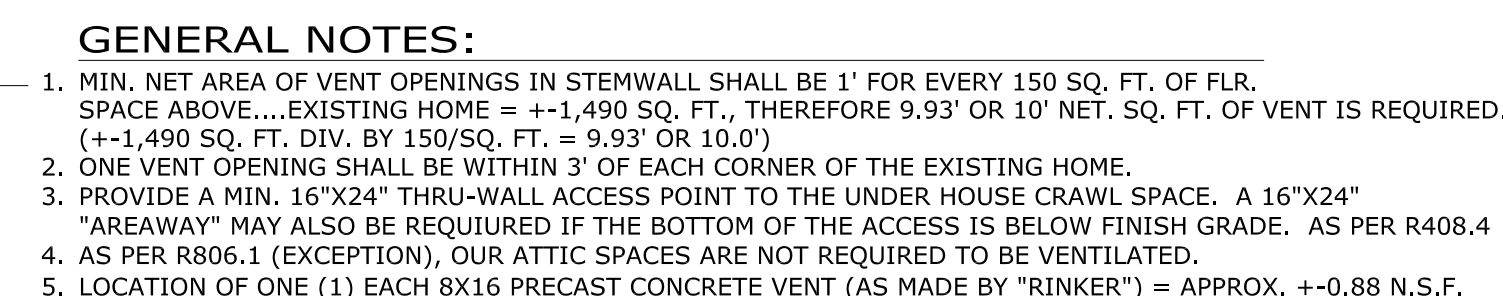 GENERAL NOTES:
1. MIN. NET AREA OF VENT OPENINGS IN STEMWALL SHALL BE 1' FOR EVERY 150 SQ. FT. OF FLR.
SPACE ABOVE....EXISTING HOME = +-1,490 SQ. FT., THEREFORE 9.93' OR 10' NET. SQ. FT. OF VENT IS REQUIRED.
(+-1,490 SQ. FT. DIV. BY 150/SQ. FT. = 9.93' OR 10.0')
2. ONE VENT OPENING SHALL BE WITHIN 3' OF EACH CORNER OF THE EXISTING HOME.
3. PROVIDE A MIN. 16"X24" THRU-WALL ACCESS POINT TO THE UNDER HOUSE CRAWL SPACE. A 16"X24"
"AREAWAY" MAY ALSO BE REQUIURED IF THE BOTTOM OF THE ACCESS IS BELOW FINISH GRADE. AS PER R408.4
4. AS PER R806.1 (EXCEPTION), OUR ATTIC SPACES ARE NOT REQUIRED TO BE VENTILATED.
5. LOCATION OF ONE (1) EACH 8X16 PRECAST CONCRETE VENT (AS MADE BY "RINKER") = APPROX. +-0.88 N.S.F.